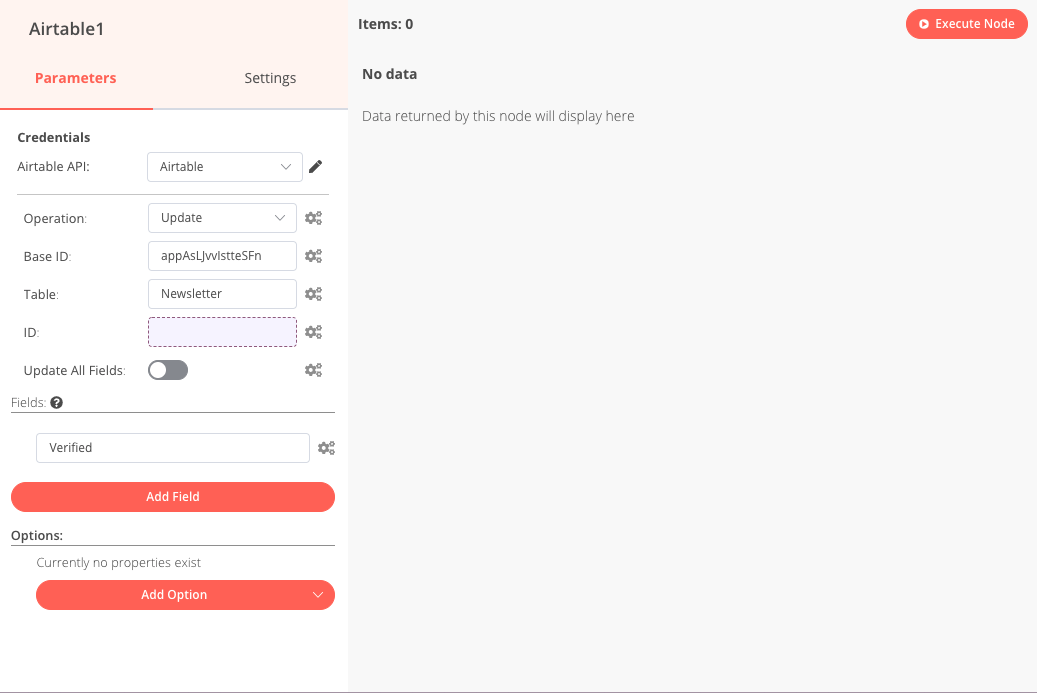 Airtable1
Parameters
Settings
Credentials
Airtable API:
Airtable
Operation:
Update
Base ID:
appAsLJvvIstteSFn
Table:
Newsletter
ID:
Update All Fields:
Fields:
Verified
Add Field
Options:
Currently no properties exist
Add Option
Items: 0
Execute Node
No data
Data returned by this node will display here